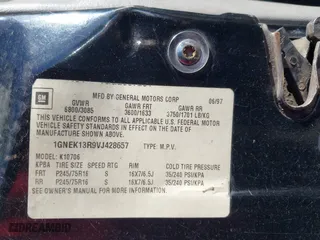 MFD BY GENERAL MOTORS CORP 06/97
GM GVWR GAWR FRT GAWR RR
6800/3085 3600/1633 3750/1701 LB/KG
THIS VEHICLE CONFORMS TO ALL APPLICABLE U.S. FEDERAL
MOTOR VEHICLE SAFETY STANDARDS IN EFFECT ON THE DATE OF
MANUFACTURE SHOWN ABOVE.
1GNEK13R9VJ428657 TYPE: M.P.V.
MODEL: K10706
KPBA TIRE SIZE SPEED RTG RIM COLD TIRE PRESSURE
FRT P245/75R16 S 16X7/6.5J 35/240 PSI/KPA
RR P245/75R16 S 16X7/6.5J 35/240 PSI/KPA
SEE OWNER'S MANUAL FOR MORE INFORMATION.